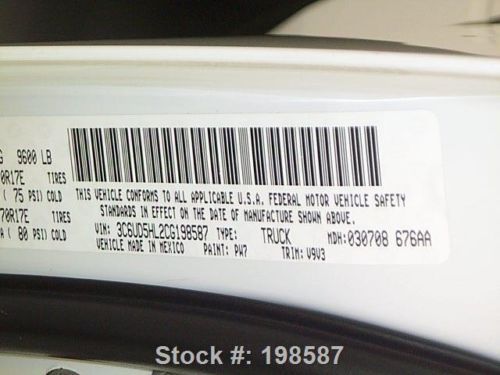 G 9600 LB
0R17E TIRES
( 75 PSI) COLD
THIS VEHICLE CONFORMS TO ALL APPLICABLE U.S.A. FEDERAL MOTOR VEHICLE SAFETY
70R17E TIRES
STANDARDS IN EFFECT ON THE DATE OF MANUFACTURE SHOWN ABOVE.
A ( 80 PSI) COLD
VIN: 3C6UD5HL2CG198587 TYPE: TRUCK MDH: 030708 676AA
VEHICLE MADE IN MEXICO PAINT: PW7 TRIM: V9V3
Stock #: 198587